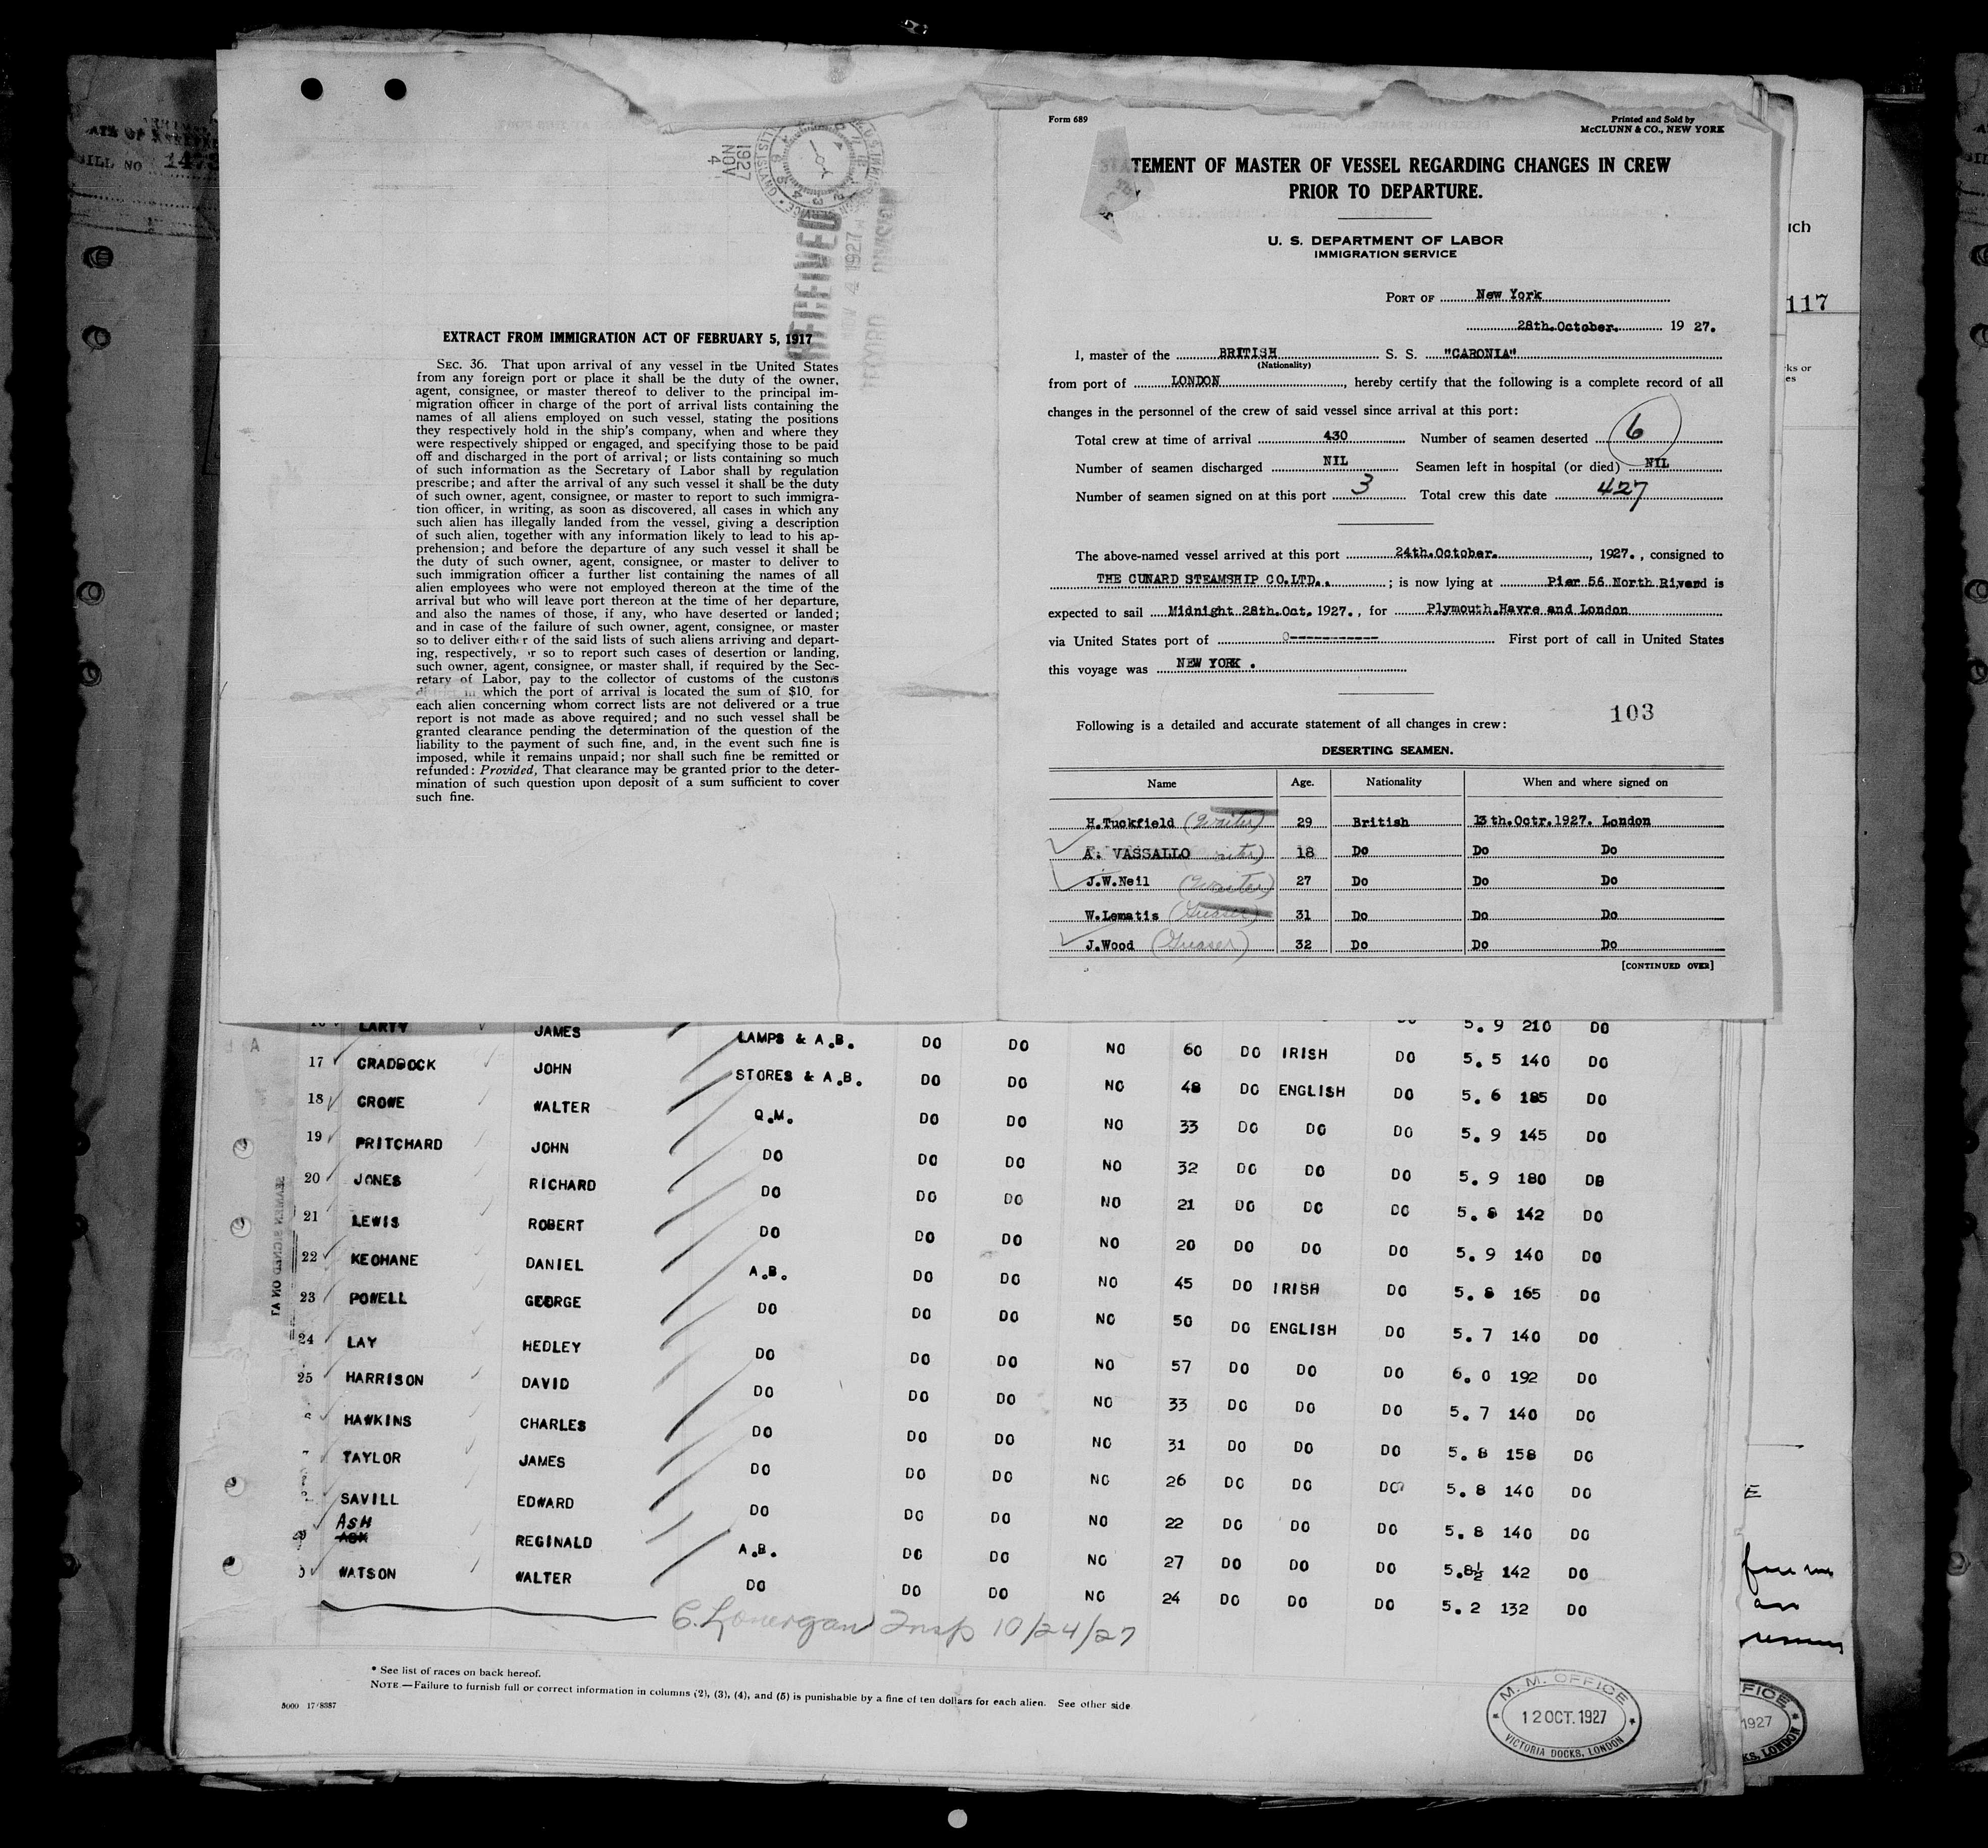 1927
NOV
4
RECEIVED
RECORD DIVISION
EXTRACT FROM IMMIGRATION ACT OF FEBRUARY 5, 1917
SEC. 36. That upon arrival of any vessel in the United States
from any foreign port or place it shall be the duty of the owner,
agent, consignee, or master thereof to deliver to the principal im-
migration officer in charge of the port of arrival lists containing the
names of all aliens employed on such vessel, stating the positions
they respectively hold in the ship's company, when and where they
were respectively shipped or engaged, and specifying those to be paid
off and discharged in the port of arrival; or lists containing so much
of such information as the Secretary of Labor shall by regulation
prescribe; and after the arrival of any such vessel it shall be the duty
of such owner, agent, consignee, or master to report to such immigra-
tion officer, in writing, as soon as discovered, all cases in which any
such alien has illegally landed from the vessel, giving a description
of such alien, together with any information likely to lead to his ap-
prehension; and before the departure of any such vessel it shall be
the duty of such owner, agent, consignee, or master to deliver to
such immigration officer a further list containing the names of all
alien employees who were not employed thereon at the time of the
arrival but who will leave port thereon at the time of her departure,
and also the names of those, if any, who have deserted or landed;
and in case of the failure of such owner, agent, consignee, or master
so to deliver either of the said lists of such aliens arriving and depart-
ing, respectively, or so to report such cases of desertion or landing,
such owner, agent, consignee, or master shall, if required by the Sec-
retary of Labor, pay to the collector of customs of the customs
in which the port of arrival is located the sum of $10 for
each alien concerning whom correct lists are not delivered or a true
report is not made as above required; and no such vessel shall be
granted clearance pending the determination of the question of the
liability to the payment of such fine, and, in the event such fine is
imposed, while it remains unpaid; nor shall such fine be remitted or
refunded: Provided, That clearance may be granted prior to the deter-
mination of such question upon deposit of a sum sufficient to cover
such fine.
Form 689
Printed and Sold by
McCLUNN & CO., NEW YORK
STATEMENT OF MASTER OF VESSEL REGARDING CHANGES IN CREW
PRIOR TO DEPARTURE.
U. S. DEPARTMENT OF LABOR
IMMIGRATION SERVICE
PORT OF New York
28th.October. 19 27.
I, master of the BRITISH S. S. "CARONIA"
(Nationality)
from port of LONDON, hereby certify that the following is a complete record of all
changes in the personnel of the crew of said vessel since arrival at this port:
Total crew at time of arrival 430 Number of seamen deserted 6
Number of seamen discharged NIL Seamen left in hospital (or died) NIL
Number of seamen signed on at this port 3 Total crew this date 427
The above-named vessel arrived at this port 24th.October., 1927., consigned to
THE CUNARD STEAMSHIP CO.LTD..; is now lying at Pier 56 North River and is
expected to sail Midnight 28th.Oct. 1927., for Plymouth.Havre and London
via United States port of 0----------- First port of call in United States
this voyage was NEW YORK .
Following is a detailed and accurate statement of all changes in crew: 103
DESERTING SEAMEN.
Name Age. Nationality When and where signed on
H.Tuckfield (Waiter) 29 British 13th.Octr.1927. London
A. VASSALLO 18 Do Do Do
J.W.Neil (Waiter) 27 Do Do Do
W.Lematis (Greaser) 31 Do Do Do
J.Wood (Greaser) 32 Do Do Do
[CONTINUED OVER]
LARTY JAMES LAMPS & A.B. DO DO NO 60 DO IRISH DO 5.9 210 DO
17 CRADDOCK JOHN STORES & A.B. DO DO NO 48 DO ENGLISH DO 5.5 140 DO
18 CROWE WALTER Q.M. DO DO NO 33 DO DO DO 5.6 185 DO
19 PRITCHARD JOHN DO DO DO NO 32 DO DO DO 5.9 145 DO
20 JONES RICHARD DO DO DO NO 21 DO DO DO 5.9 180 DO
21 LEWIS ROBERT DO DO DO NO 20 DO DO DO 5.8 142 DO
22 KEOHANE DANIEL A.B. DO DO NO 45 DO IRISH DO 5.9 140 DO
23 POWELL GEORGE DO DO DO NO 50 DO ENGLISH DO 5.8 165 DO
24 LAY HEDLEY DO DO DO NO 57 DO DO DO 5.7 140 DO
25 HARRISON DAVID DO DO DO NO 33 DO DO DO 6.0 192 DO
HAWKINS CHARLES DO DO DO NO 31 DO DO DO 5.7 140 DO
TAYLOR JAMES DO DO DO NO 26 DO DO DO 5.8 158 DO
SAVILL EDWARD DO DO DO NO 22 DO DO DO 5.8 140 DO
ASH
REGINALD A.B. DO DO NO 27 DO DO DO 5.8 140 DO
WATSON WALTER DO DO DO NO 24 DO DO DO 5.8½ 142 DO
5.2 132 DO
C. Lonergan Insp 10/24/27
* See list of races on back hereof.
NOTE.—Failure to furnish full or correct information in columns (2), (3), (4), and (5) is punishable by a fine of ten dollars for each alien. See other side.
5000 17/8387
M. M. OFFICE
12 OCT. 1927
VICTORIA DOCKS, LONDON
117